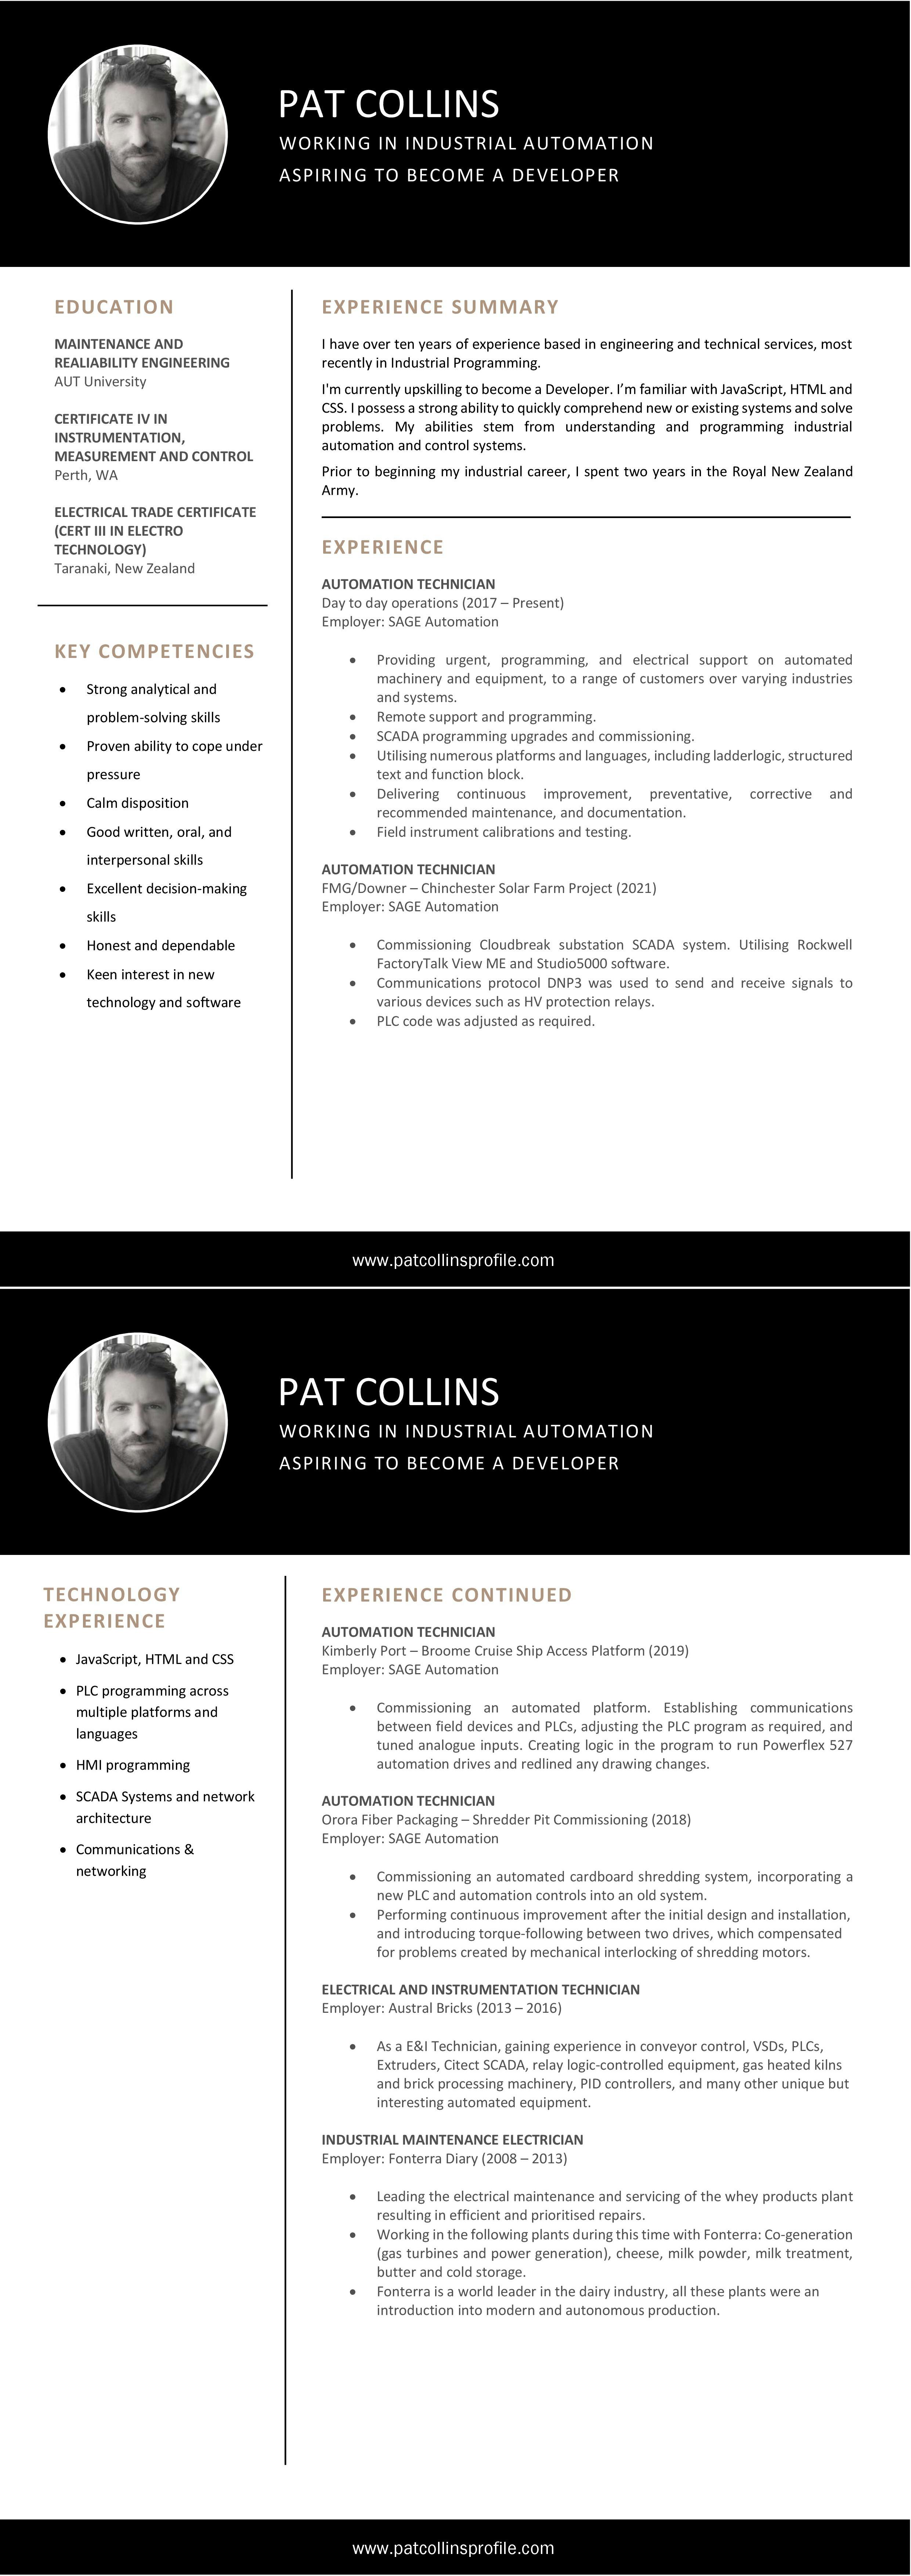 PAT COLLINS
WORKING IN INDUSTRIAL AUTOMATION
ASPIRING TO BECOME A DEVELOPER
EDUCATION
MAINTENANCE AND
REALIABILITY ENGINEERING
AUT University
CERTIFICATE IV IN
INSTRUMENTATION,
MEASUREMENT AND CONTROL
Perth, WA
ELECTRICAL TRADE CERTIFICATE
(CERT III IN ELECTRO
TECHNOLOGY)
Taranaki, New Zealand
KEY COMPETENCIES
• Strong analytical and
problem-solving skills
• Proven ability to cope under
pressure
• Calm disposition
• Good written, oral, and
interpersonal skills
• Excellent decision-making
skills
• Honest and dependable
• Keen interest in new
technology and software
EXPERIENCE SUMMARY
I have over ten years of experience based in engineering and technical services, most
recently in Industrial Programming.
I'm currently upskilling to become a Developer. I’m familiar with JavaScript, HTML and
CSS. I possess a strong ability to quickly comprehend new or existing systems and solve
problems. My abilities stem from understanding and programming industrial
automation and control systems.
Prior to beginning my industrial career, I spent two years in the Royal New Zealand
Army.
EXPERIENCE
AUTOMATION TECHNICIAN
Day to day operations (2017 – Present)
Employer: SAGE Automation
• Providing urgent, programming, and electrical support on automated
machinery and equipment, to a range of customers over varying industries
and systems.
• Remote support and programming.
• SCADA programming upgrades and commissioning.
• Utilising numerous platforms and languages, including ladderlogic, structured
text and function block.
• Delivering continuous improvement, preventative, corrective and
recommended maintenance, and documentation.
• Field instrument calibrations and testing.
AUTOMATION TECHNICIAN
FMG/Downer – Chinchester Solar Farm Project (2021)
Employer: SAGE Automation
• Commissioning Cloudbreak substation SCADA system. Utilising Rockwell
FactoryTalk View ME and Studio5000 software.
• Communications protocol DNP3 was used to send and receive signals to
various devices such as HV protection relays.
• PLC code was adjusted as required.
www.patcollinsprofile.com
PAT COLLINS
WORKING IN INDUSTRIAL AUTOMATION
ASPIRING TO BECOME A DEVELOPER
TECHNOLOGY
EXPERIENCE
• JavaScript, HTML and CSS
• PLC programming across
multiple platforms and
languages
• HMI programming
• SCADA Systems and network
architecture
• Communications &
networking
EXPERIENCE CONTINUED
AUTOMATION TECHNICIAN
Kimberly Port – Broome Cruise Ship Access Platform (2019)
Employer: SAGE Automation
• Commissioning an automated platform. Establishing communications
between field devices and PLCs, adjusting the PLC program as required, and
tuned analogue inputs. Creating logic in the program to run Powerflex 527
automation drives and redlined any drawing changes.
AUTOMATION TECHNICIAN
Orora Fiber Packaging – Shredder Pit Commissioning (2018)
Employer: SAGE Automation
• Commissioning an automated cardboard shredding system, incorporating a
new PLC and automation controls into an old system.
• Performing continuous improvement after the initial design and installation,
and introducing torque-following between two drives, which compensated
for problems created by mechanical interlocking of shredding motors.
ELECTRICAL AND INSTRUMENTATION TECHNICIAN
Employer: Austral Bricks (2013 – 2016)
• As a E&I Technician, gaining experience in conveyor control, VSDs, PLCs,
Extruders, Citect SCADA, relay logic-controlled equipment, gas heated kilns
and brick processing machinery, PID controllers, and many other unique but
interesting automated equipment.
INDUSTRIAL MAINTENANCE ELECTRICIAN
Employer: Fonterra Diary (2008 – 2013)
• Leading the electrical maintenance and servicing of the whey products plant
resulting in efficient and prioritised repairs.
• Working in the following plants during this time with Fonterra: Co-generation
(gas turbines and power generation), cheese, milk powder, milk treatment,
butter and cold storage.
• Fonterra is a world leader in the dairy industry, all these plants were an
introduction into modern and autonomous production.
www.patcollinsprofile.com